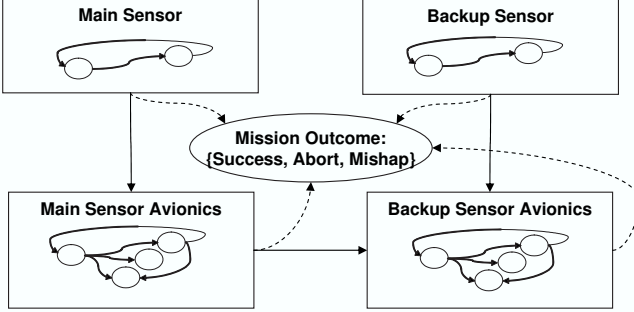 Main Sensor
Backup Sensor
Mission Outcome:
{Success, Abort, Mishap}
Main Sensor Avionics
Backup Sensor Avionics